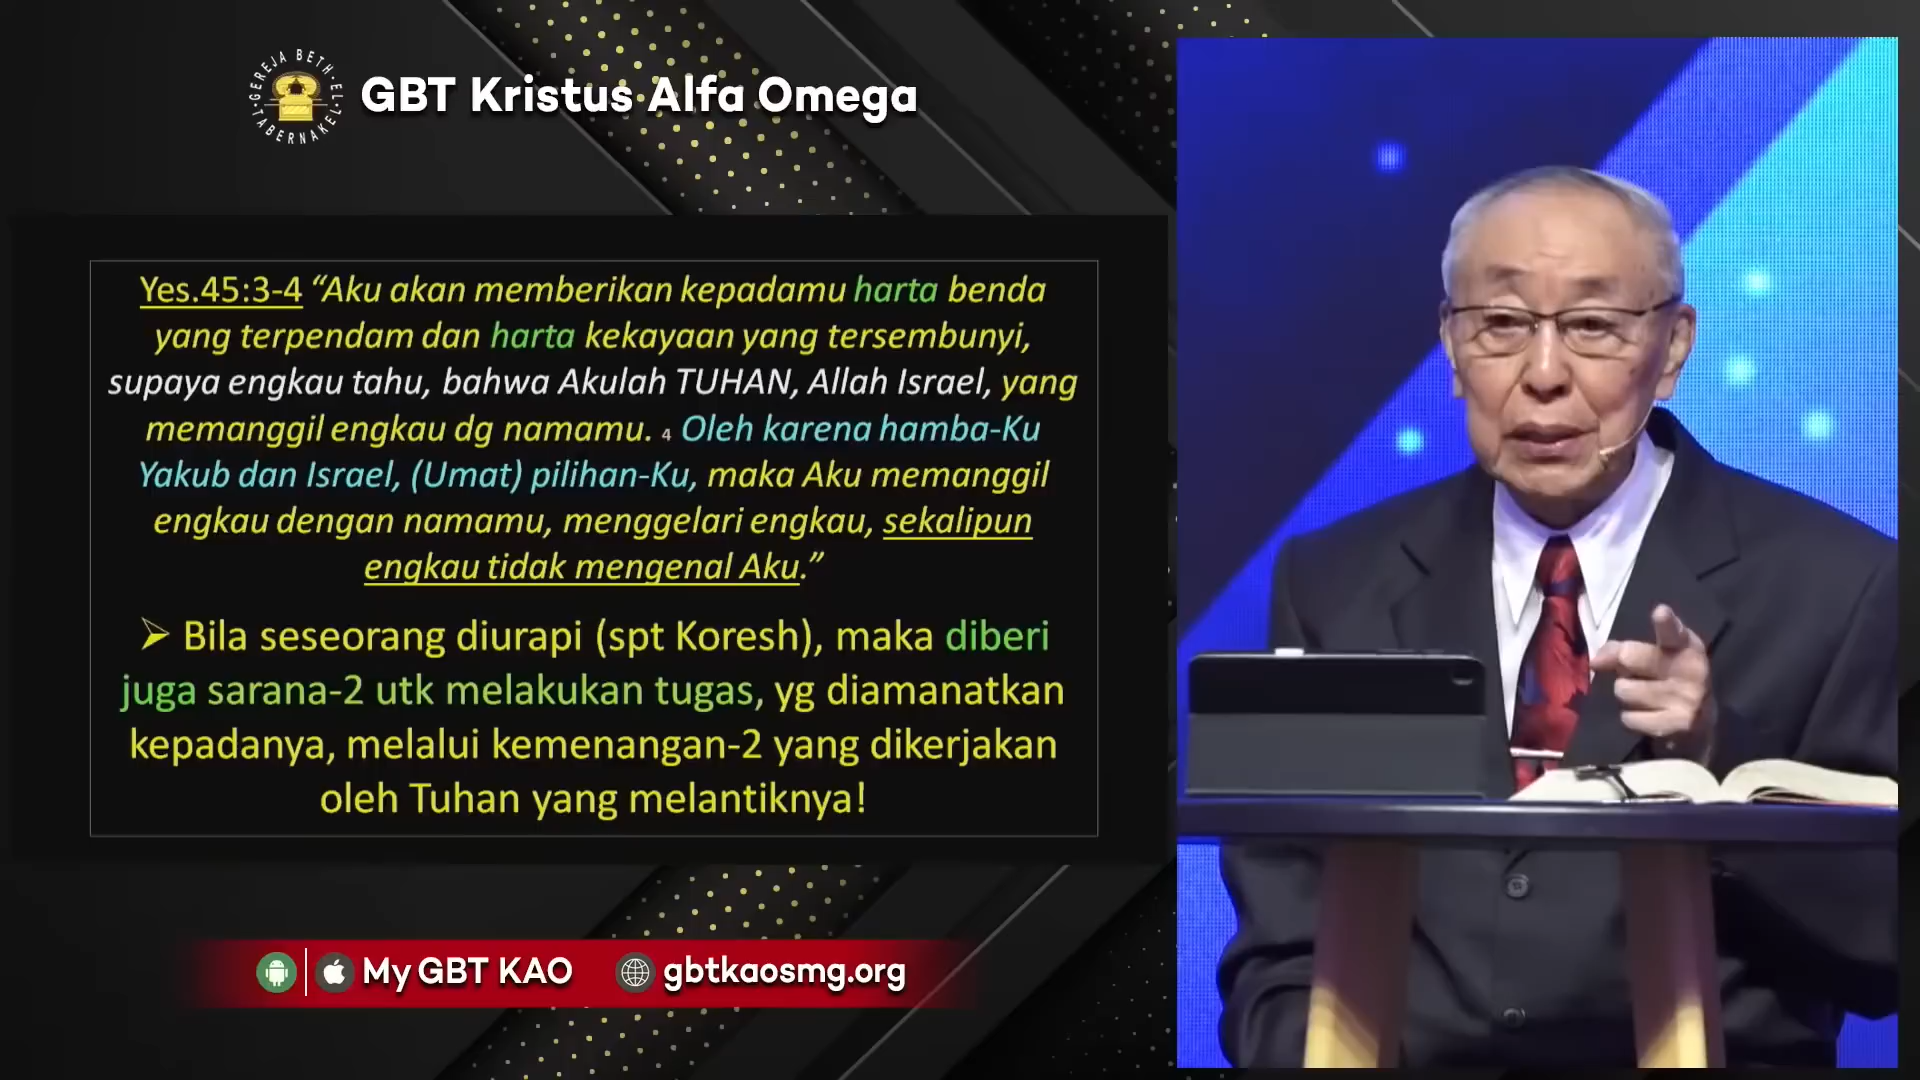 GEREJA BETH-EL
TABERNAKEL
GBT Kristus Alfa Omega
Yes.45:3-4 “Aku akan memberikan kepadamu harta benda
yang terpendam dan harta kekayaan yang tersembunyi,
supaya engkau tahu, bahwa Akulah TUHAN, Allah Israel, yang
memanggil engkau dg namamu. 4 Oleh karena hamba-Ku
Yakub dan Israel, (Umat) pilihan-Ku, maka Aku memanggil
engkau dengan namamu, menggelari engkau, sekalipun
engkau tidak mengenal Aku.”
➢ Bila seseorang diurapi (spt Koresh), maka diberi
juga sarana-2 utk melakukan tugas, yg diamanatkan
kepadanya, melalui kemenangan-2 yang dikerjakan
oleh Tuhan yang melantiknya!
My GBT KAO
gbtkaosmg.org